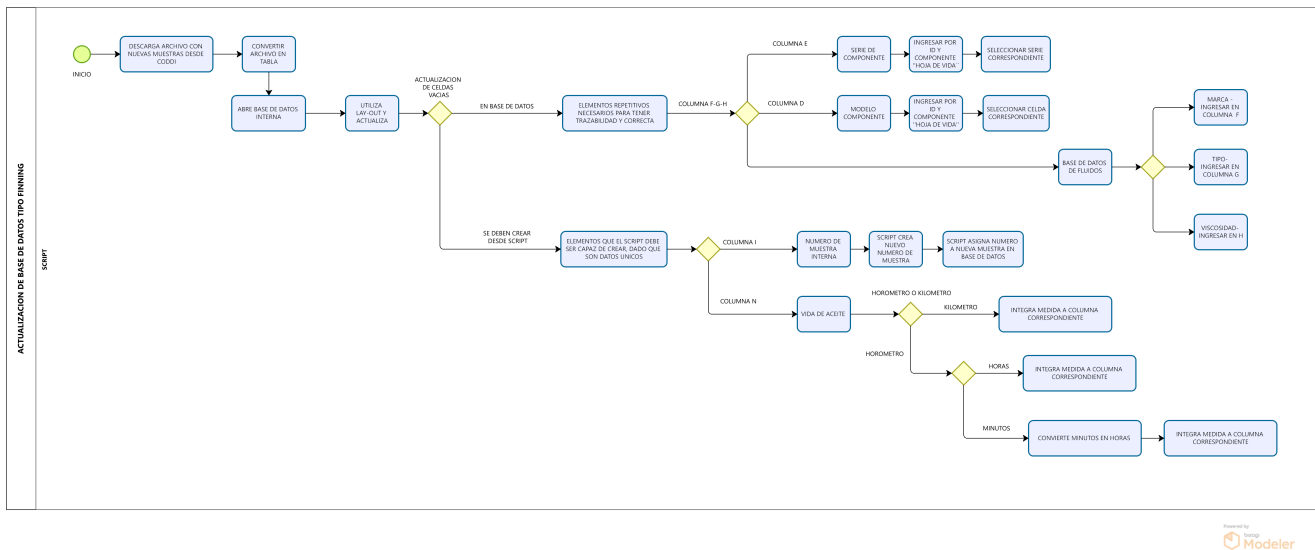 ACTUALIZACION DE BASE DE DATOS TIPO FINNING
SCRIPT
INICIO
DESCARGA ARCHIVO CON
NUEVAS MUESTRAS DESDE
CODDI
CONVERTIR
ARCHIVO EN
TABLA
ABRE BASE DE DATOS
INTERNA
UTILIZA
LAY-OUT Y
ACTUALIZA
ACTUALIZACION
DE CELDAS
VACIAS
EN BASE DE DATOS
ELEMENTOS REPETITIVOS
NECESARIOS PARA TENER
TRAZABILIDAD Y CORRECTA
COLUMNA F-G-H
COLUMNA E
SERIE DE
COMPONENTE
INGRESAR POR
ID Y
COMPONENTE
"HOJA DE VIDA"
SELECCIONAR SERIE
CORRESPONDIENTE
COLUMNA D
MODELO
COMPONENTE
INGRESAR POR
ID Y
COMPONENTE
"HOJA DE VIDA"
SELECCIONAR CELDA
CORRESPONDIENTE
BASE DE DATOS
DE FLUIDOS
MARCA -
INGRESAR EN
COLUMNA F
TIPO-
INGRESAR EN
COLUMNA G
VISCOSIDAD-
INGRESAR EN H
SE DEBEN CREAR
DESDE SCRIPT
ELEMENTOS QUE EL SCRIPT DEBE
SER CAPAZ DE CREAR, DADO QUE
SON DATOS UNICOS
COLUMNA I
NUMERO DE
MUESTRA
INTERNA
SCRIPT CREA
NUEVO
NUMERO DE
MUESTRA
SCRIPT ASIGNA NUMERO
A NUEVA MUESTRA EN
BASE DE DATOS
COLUMNA N
VIDA DE ACEITE
HOROMETRO O KILOMETRO
KILOMETRO
INTEGRA MEDIDA A COLUMNA
CORRESPONDIENTE
HOROMETRO
HORAS
INTEGRA MEDIDA A COLUMNA
CORRESPONDIENTE
MINUTOS
CONVIERTE MINUTOS EN HORAS
INTEGRA MEDIDA A COLUMNA
CORRESPONDIENTE
Powered by
bizagi
Modeler